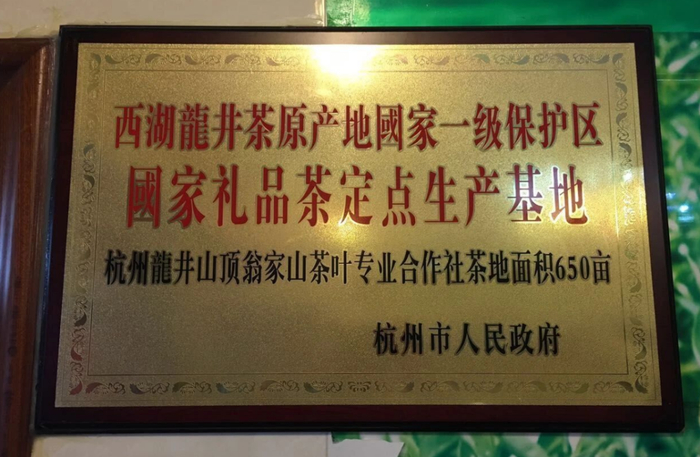 西湖龍井茶原产地國家一级保护区
國家礼品茶定点生产基地
杭州龍井山顶翁家山茶叶专业合作社茶地面积650亩
杭州市人民政府